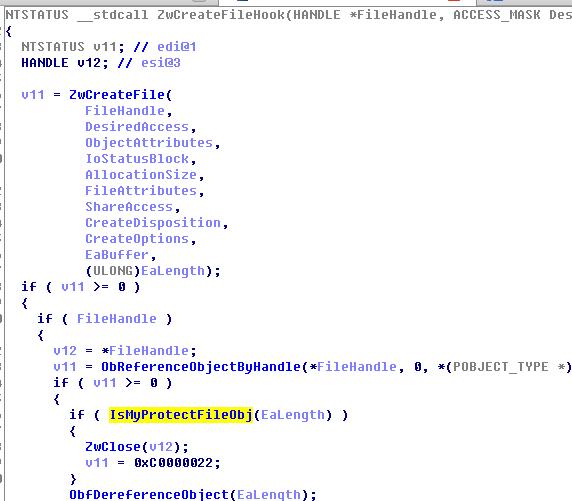 NTSTATUS __stdcall ZwCreateFileHook(HANDLE *FileHandle, ACCESS_MASK Des
{
NTSTATUS v11; // edi@1
HANDLE v12; // esi@3
v11 = ZwCreateFile(
FileHandle,
DesiredAccess,
ObjectAttributes,
IoStatusBlock,
AllocationSize,
FileAttributes,
ShareAccess,
CreateDisposition,
CreateOptions,
EaBuffer,
(ULONG)EaLength);
if ( v11 >= 0 )
{
if ( FileHandle )
{
v12 = *FileHandle;
v11 = ObReferenceObjectByHandle(*FileHandle, 0, *(POBJECT_TYPE *)
if ( v11 >= 0 )
{
if ( IsMyProtectFileObj(EaLength) )
{
ZwClose(v12);
v11 = 0xC0000022;
}
ObfDereferenceObject(EaLength);